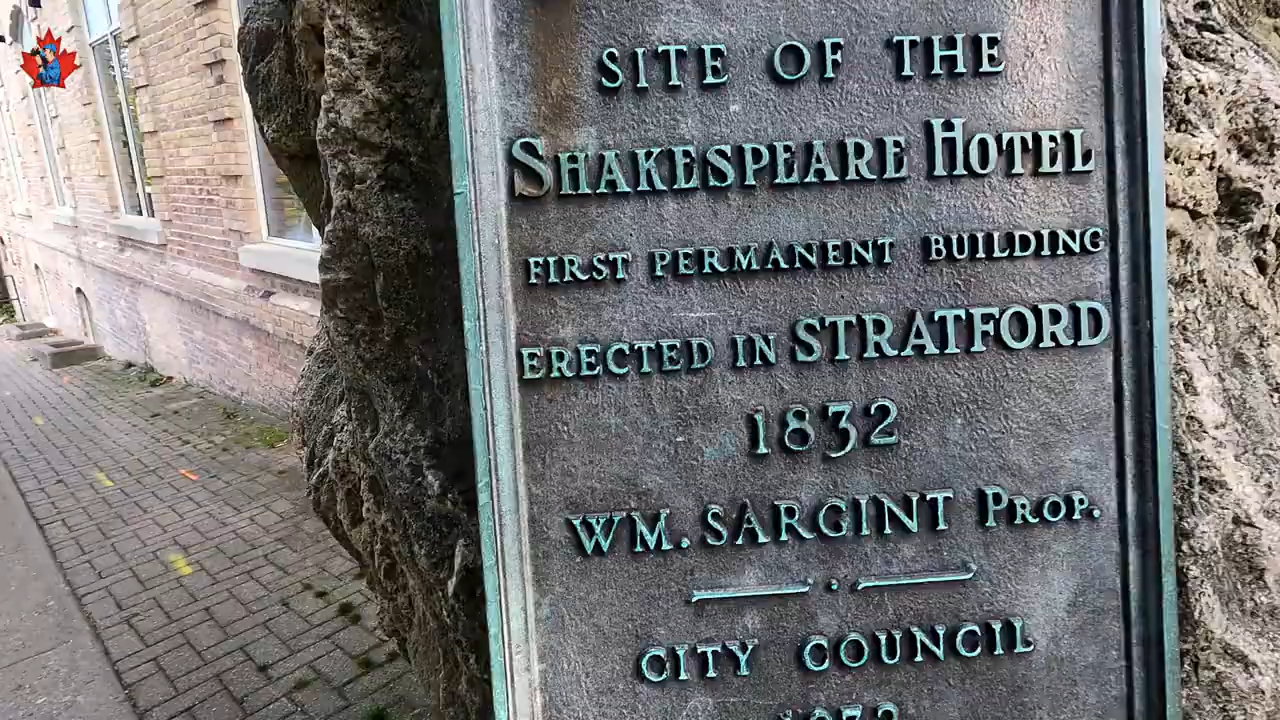 SITE OF THE
SHAKESPEARE HOTEL
FIRST PERMANENT BUILDING
ERECTED IN STRATFORD
1832
WM. SARGINT PROP.
CITY COUNCIL